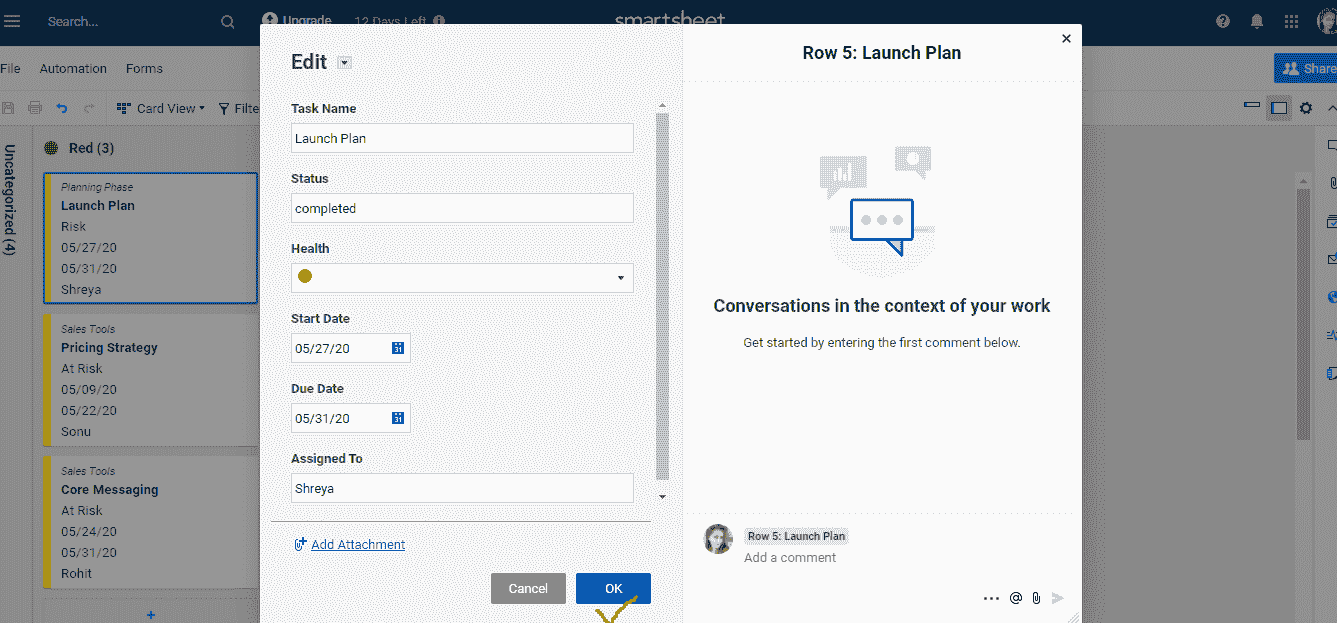 Search...
Upgrade
12 Days Left
smartsheet
File
Automation
Forms
Share
Card View
Filte
Uncategorized (4)
Red (3)
Planning Phase
Launch Plan
Risk
05/27/20
05/31/20
Shreya
Sales Tools
Pricing Strategy
At Risk
05/09/20
05/22/20
Sonu
Sales Tools
Core Messaging
At Risk
05/24/20
05/31/20
Rohit
Edit
Task Name
Launch Plan
Status
completed
Health
Start Date
05/27/20
31
Due Date
05/31/20
31
Assigned To
Shreya
Add Attachment
Cancel
OK
Row 5: Launch Plan
Conversations in the context of your work
Get started by entering the first comment below.
Row 5: Launch Plan
Add a comment